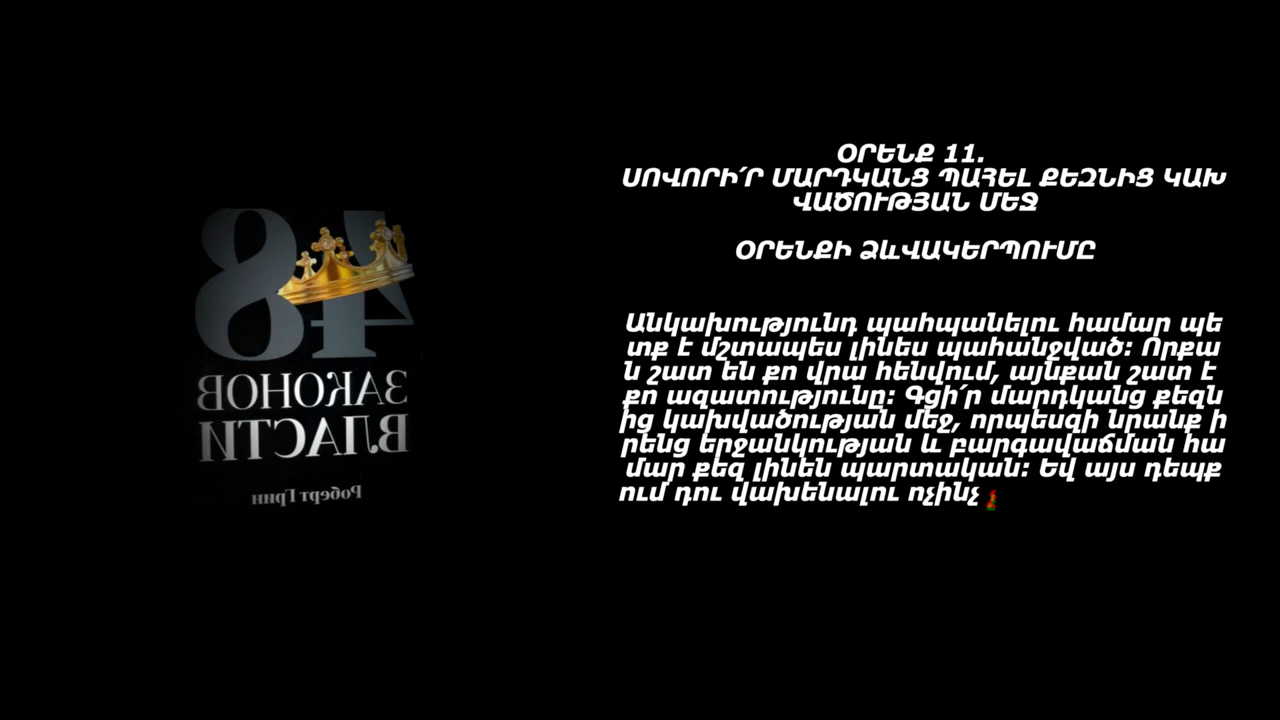 48
ЗАКОНОВ
ВЛАСТИ
Роберт Грин
ՕՐԵՆՔ 11.
ՍՈՎՈՐԻ՛Ր ՄԱՐԴԿԱՆՑ ՊԱՀԵԼ ՔԵԶՆԻՑ ԿԱԽ
ՎԱԾՈՒԹՅԱՆ ՄԵՋ
ՕՐԵՆՔԻ ՁևՎԱԿԵՐՊՈՒՄԸ
Անկախությունդ պահպանելու համար պե
տք է մշտապես լինես պահանջված: Որքա
ն շատ են քո վրա հենվում, այնքան շատ է
քո ազատությունը: Գցի՛ր մարդկանց քեզն
ից կախվածության մեջ, որպեսզի նրանք ի
րենց երջանկության և բարգավաճման հա
մար քեզ լինեն պարտական: Եվ այս դեպք
ում դու վախենալու ոչինչ